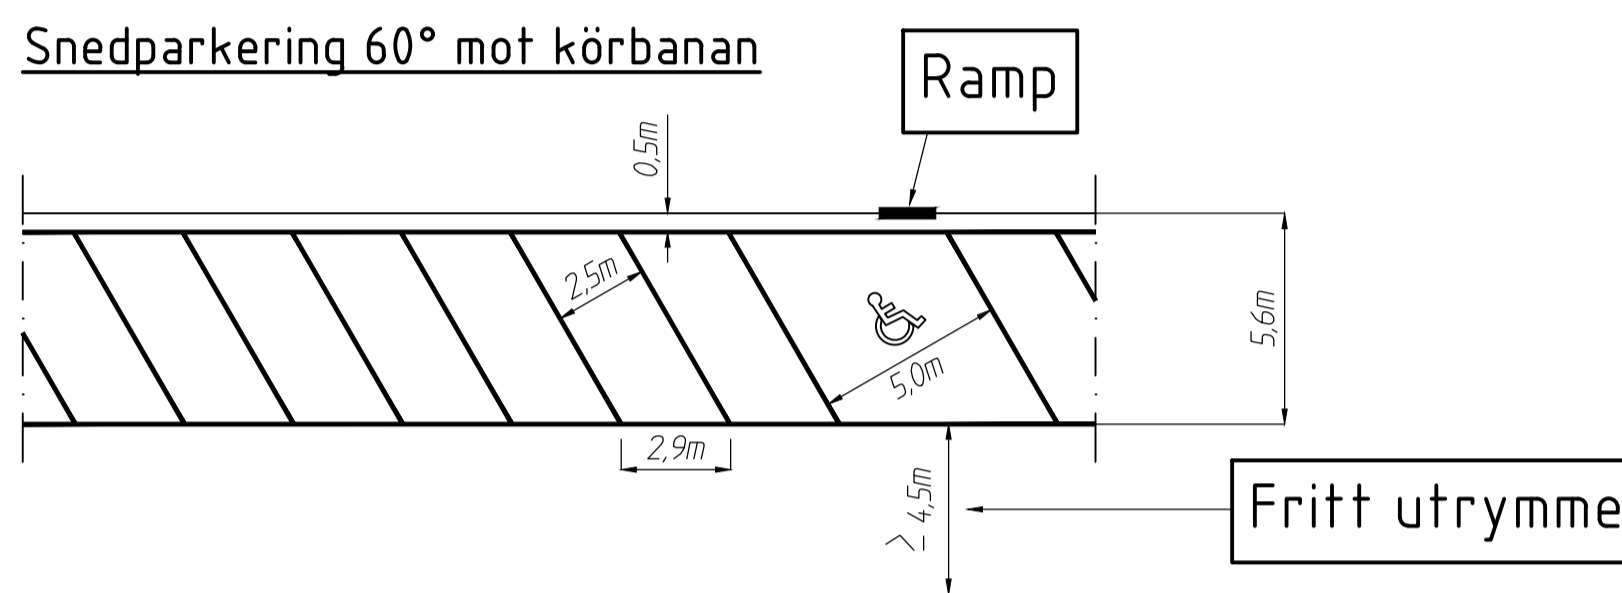 Snedparkering 60° mot körbanan
Ramp
0,5m
2,5m
5,0m
5,6m
2,9m
≥ 4,5m
Fritt utrymme